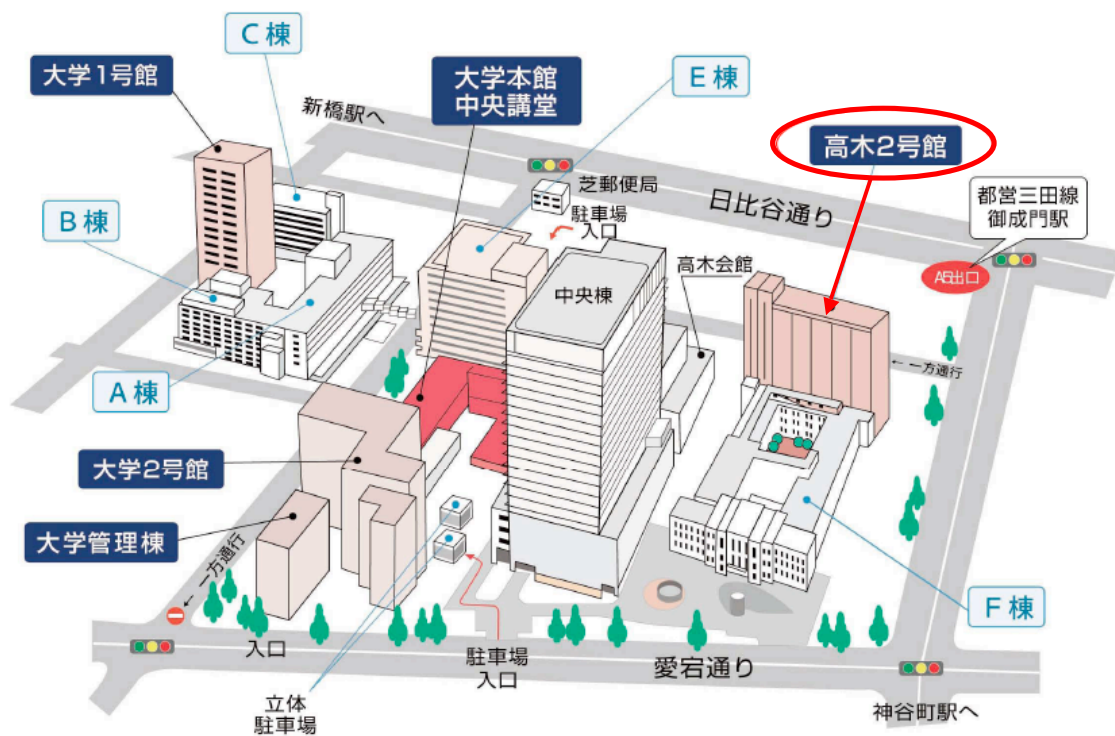 C棟
大学1号館
大学本館
中央講堂
E棟
新橋駅へ
高木2号館
芝郵便局
日比谷通り
都営三田線
御成門駅
駐車場
入口
B棟
高木会館
A5出口
中央棟
一方通行
A棟
大学2号館
大学管理棟
一方通行
F棟
入口
駐車場
入口
愛宕通り
立体
駐車場
神谷町駅へ